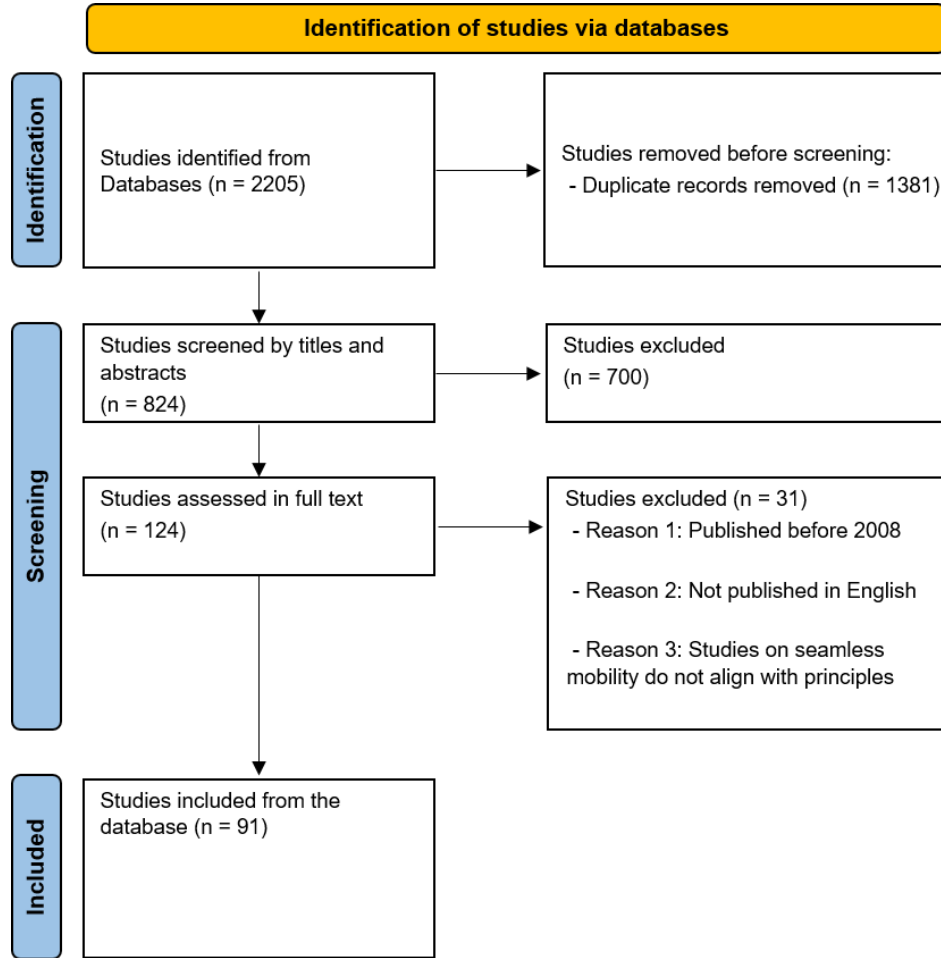 Identification of studies via databases
Identification
Studies identified from
Databases (n = 2205)
Studies removed before screening:
- Duplicate records removed (n = 1381)
Screening
Studies screened by titles and
abstracts
(n = 824)
Studies excluded
(n = 700)
Studies assessed in full text
(n = 124)
Studies excluded (n = 31)
- Reason 1: Published before 2008
- Reason 2: Not published in English
- Reason 3: Studies on seamless
mobility do not align with principles
Included
Studies included from the
database (n = 91)